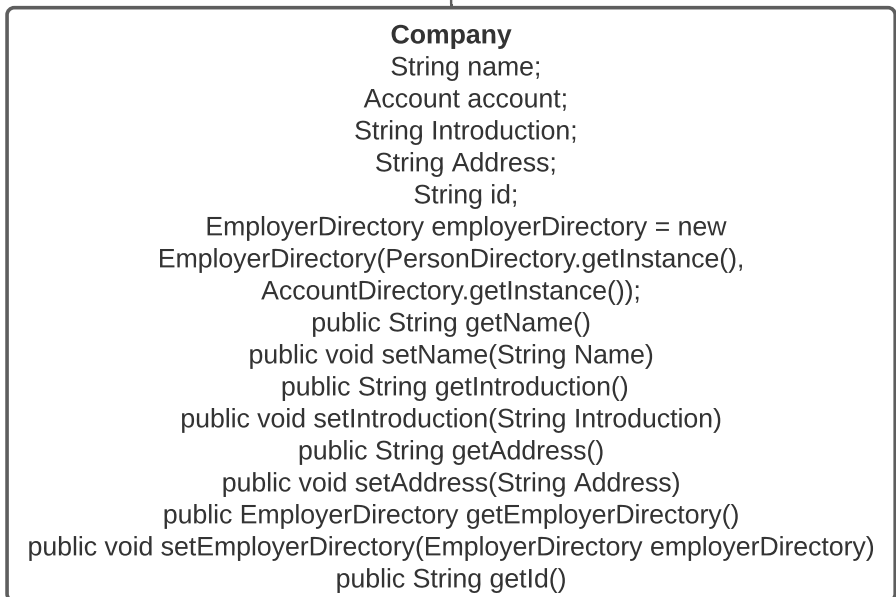 Company
String name;
Account account;
String Introduction;
String Address;
String id;
EmployerDirectory employerDirectory = new
EmployerDirectory(PersonDirectory.getInstance(),
AccountDirectory.getInstance());
public String getName()
public void setName(String Name)
public String getIntroduction()
public void setIntroduction(String Introduction)
public String getAddress()
public void setAddress(String Address)
public EmployerDirectory getEmployerDirectory()
public void setEmployerDirectory(EmployerDirectory employerDirectory)
public String getId()